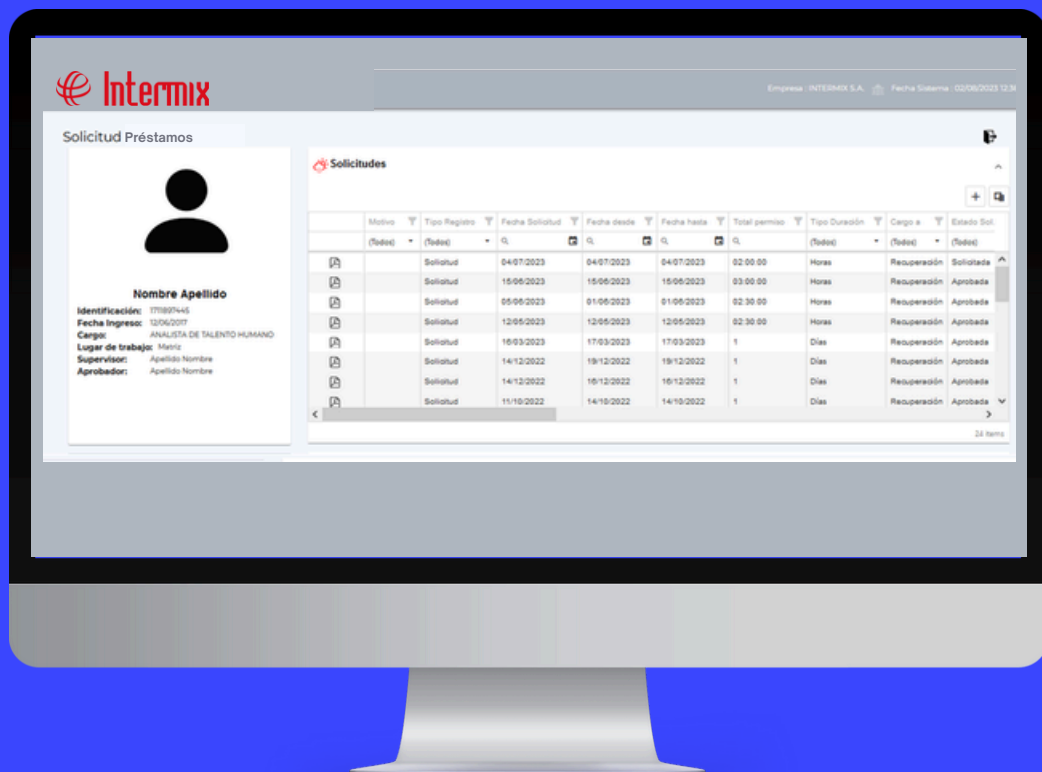 Intermix
Empresa : INTERMIX S.A. Fecha Sistema : 02/08/2023 12:30
Solicitud Préstamos
Solicitudes
Motivo Tipo Registro Fecha Solicitud Fecha desde Fecha hasta Total permiso Tipo Duración Cargo a Estado Sol.
(Todos) (Todos) (Todos) (Todos) (Todos)
Solicitud 04/07/2023 04/07/2023 04/07/2023 02:00:00 Horas Recuperación Solicitada
Solicitud 15/06/2023 15/06/2023 15/06/2023 03:00:00 Horas Recuperación Aprobada
Solicitud 05/06/2023 01/06/2023 01/06/2023 02:30:00 Horas Recuperación Aprobada
Solicitud 12/05/2023 12/05/2023 12/05/2023 02:30:00 Horas Recuperación Aprobada
Solicitud 16/03/2023 17/03/2023 17/03/2023 1 Días Recuperación Aprobada
Solicitud 14/12/2022 19/12/2022 19/12/2022 1 Días Recuperación Aprobada
Solicitud 14/12/2022 16/12/2022 16/12/2022 1 Días Recuperación Aprobada
Solicitud 11/10/2022 14/10/2022 14/10/2022 1 Días Recuperación Aprobada
24 items
Nombre Apellido
Identificación: 1711897445
Fecha Ingreso: 12/06/2017
Cargo: ANALISTA DE TALENTO HUMANO
Lugar de trabajo: Matriz
Supervisor: Apellido Nombre
Aprobador: Apellido Nombre